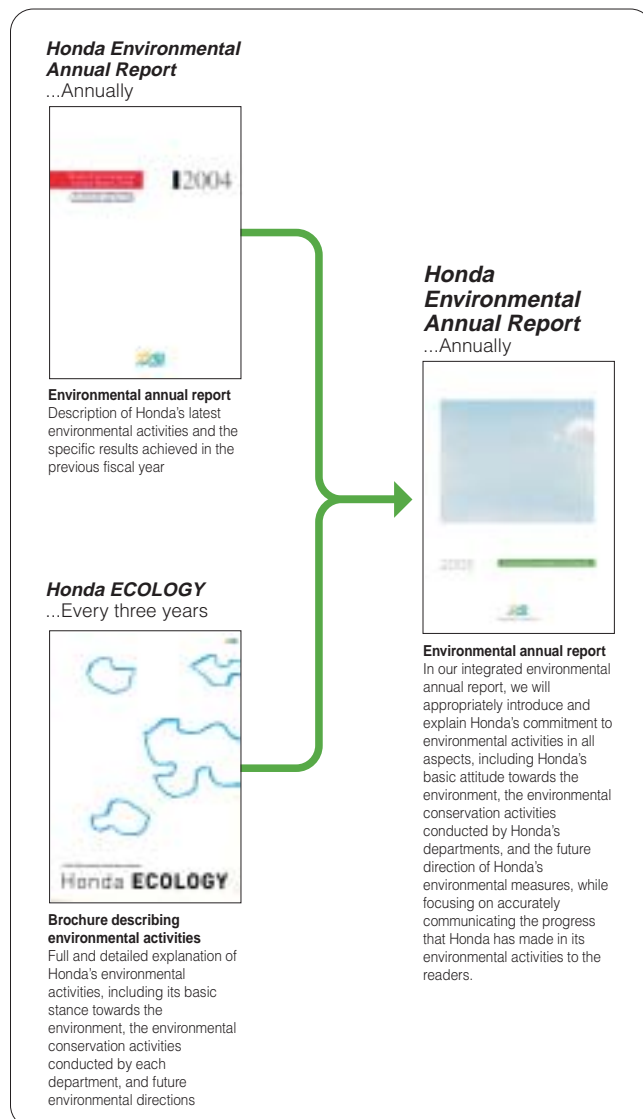 Honda Environmental
Annual Report
...Annually
2004
Environmental annual report
Description of Honda's latest
environmental activities and the
specific results achieved in the
previous fiscal year
Honda ECOLOGY
...Every three years
Honda ECOLOGY
Brochure describing
environmental activities
Full and detailed explanation of
Honda's environmental
activities, including its basic
stance towards the
environment, the environmental
conservation activities
conducted by each
department, and future
environmental directions
Honda
Environmental
Annual Report
...Annually
Environmental annual report
In our integrated environmental
annual report, we will
appropriately introduce and
explain Honda's commitment to
environmental activities in all
aspects, including Honda's
basic attitude towards the
environment, the environmental
conservation activities
conducted by Honda's
departments, and the future
direction of Honda's
environmental measures, while
focusing on accurately
communicating the progress
that Honda has made in its
environmental activities to the
readers.